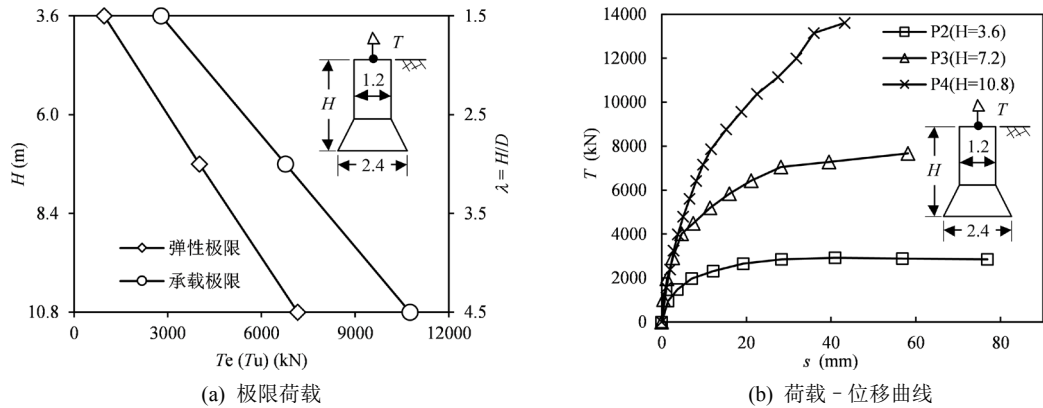 3.6
6.0
8.4
10.8
H (m)
0
3000
6000
9000
12000
Te (Tu) (kN)
1.5
2.5
3.5
4.5
λ = H/D
弹性极限
承载极限
T
H
1.2
2.4
(a) 极限荷载
14000
12000
10000
8000
6000
4000
2000
0
T (kN)
0
20
40
60
80
s (mm)
P2(H=3.6)
P3(H=7.2)
P4(H=10.8)
T
H
1.2
2.4
(b) 荷载－位移曲线